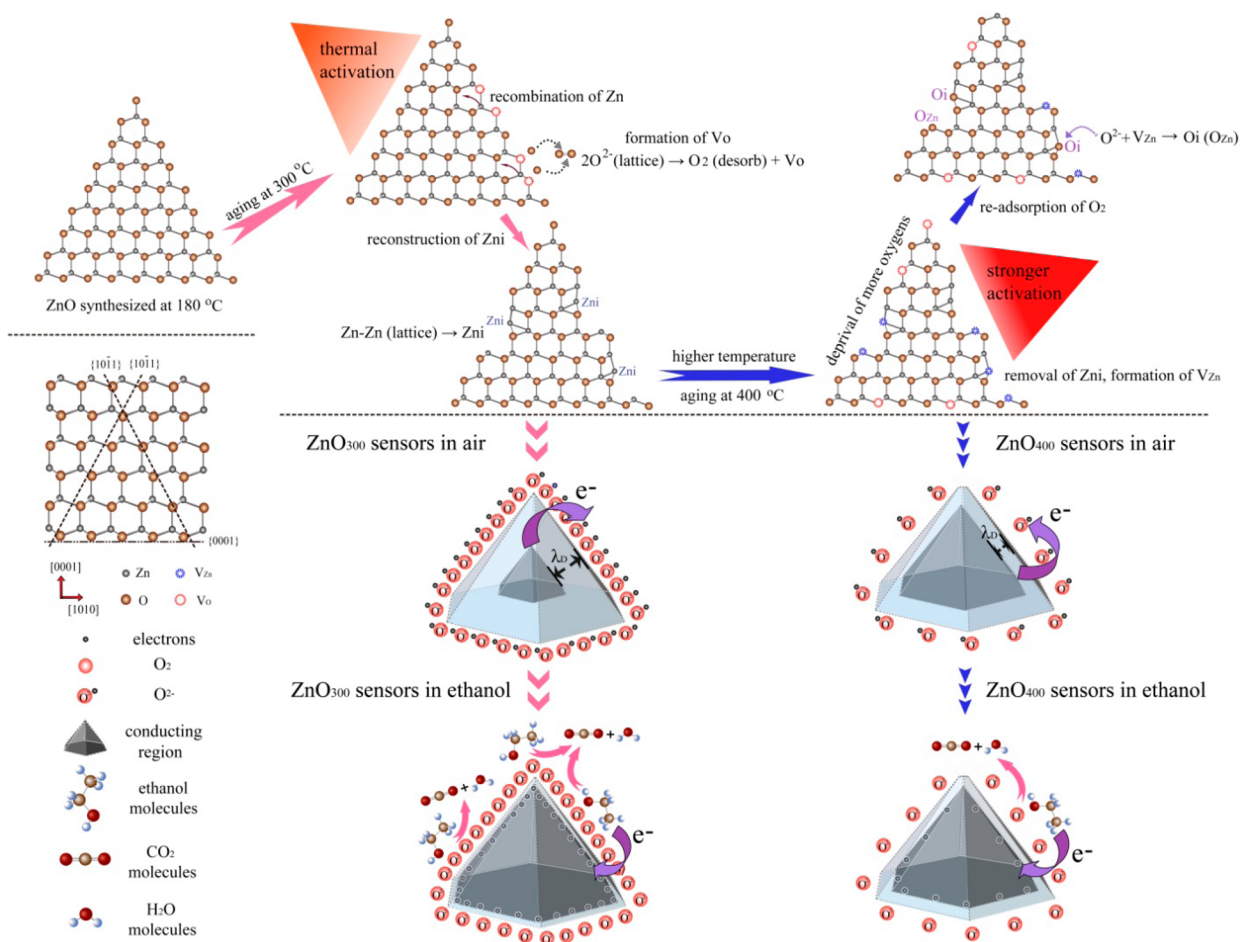 thermal
activation
recombination of Zn
formation of Vo
2O²⁻(lattice) → O₂ (desorb) + Vo
aging at 300 °C
reconstruction of Zni
ZnO synthesized at 180 °C
Zni
Zni
Zn-Zn (lattice) → Zni
Zni
higher temperature
aging at 400 °C
Oi
Ozn
O²⁻+VZn → Oi (OZn)
Oi
re-adsorption of O₂
deprival of more oxygens
stronger
activation
removal of Zni, formation of VZn
{101̄1} {101̄1}
{0001}
[0001]
[1010]
Zn
VZn
O
Vo
electrons
O₂
O⁻
O²⁻
conducting
region
ethanol
molecules
CO₂
molecules
H₂O
molecules
ZnO₃₀₀ sensors in air
e-
λD
ZnO₃₀₀ sensors in ethanol
+
+
e-
ZnO₄₀₀ sensors in air
e-
λD
ZnO₄₀₀ sensors in ethanol
+
e-